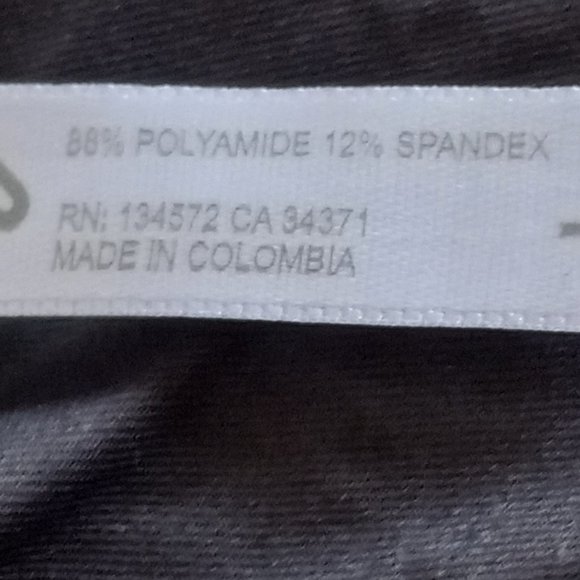 88% POLYAMIDE 12% SPANDEX
RN: 134572 CA 34371
MADE IN COLOMBIA